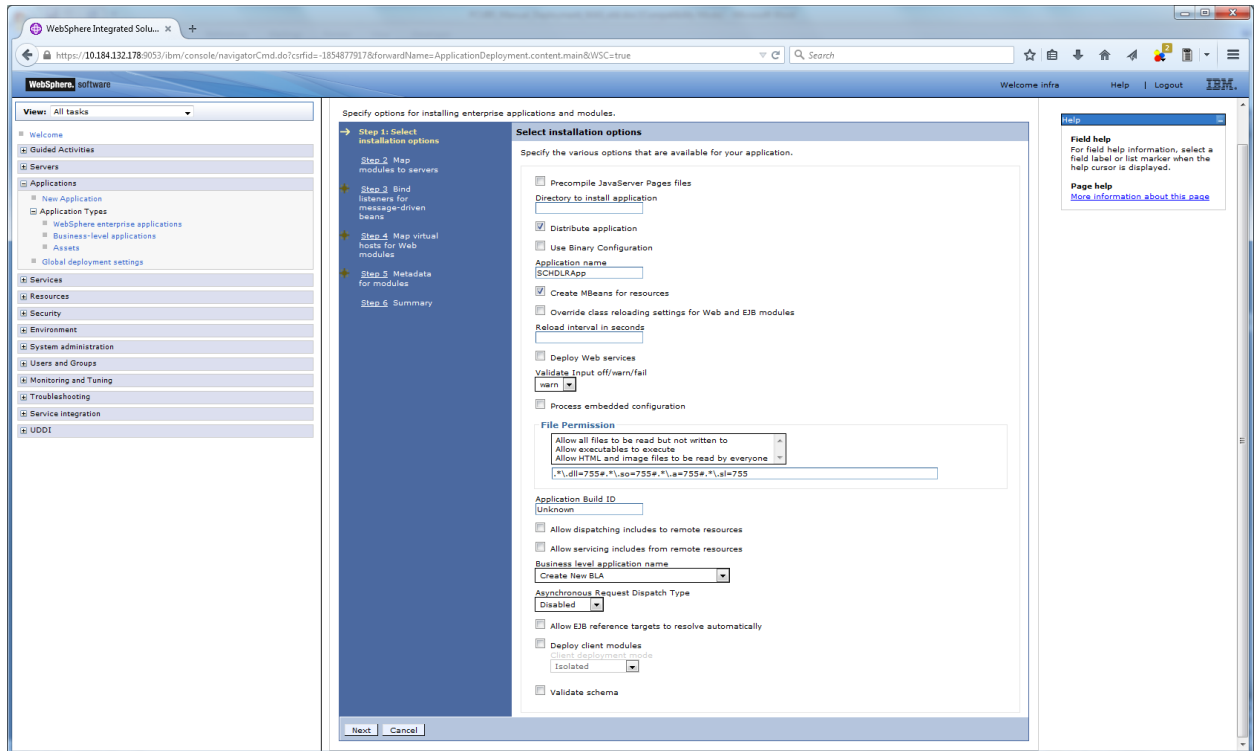 WebSphere Integrated Solu...
https://10.184.132.178:9053/ibm/console/navigatorCmd.do?csrfid=-1854877917&forwardName=ApplicationDeployment.content.main&WSC=true
Search
2
WebSphere. software
Welcome infra
Help | Logout
IBM.
View: All tasks
Welcome
Guided Activities
Servers
Applications
New Application
Application Types
WebSphere enterprise applications
Business-level applications
Assets
Global deployment settings
Services
Resources
Security
Environment
System administration
Users and Groups
Monitoring and Tuning
Troubleshooting
Service integration
UDDI
Specify options for installing enterprise applications and modules.
Step 1: Select
installation options
Step 2 Map
modules to servers
Step 3 Bind
listeners for
message-driven
beans
Step 4 Map virtual
hosts for Web
modules
Step 5 Metadata
for modules
Step 6 Summary
Select installation options
Specify the various options that are available for your application.
Precompile JavaServer Pages files
Directory to install application
Distribute application
Use Binary Configuration
Application name
SCHDLRApp
Create MBeans for resources
Override class reloading settings for Web and EJB modules
Reload interval in seconds
Deploy Web services
Validate Input off/warn/fail
warn
Process embedded configuration
File Permission
Allow all files to be read but not written to
Allow executables to execute
Allow HTML and image files to be read by everyone
.*\.dll=755#.*\.so=755#.*\.a=755#.*\.sl=755
Application Build ID
Unknown
Allow dispatching includes to remote resources
Allow servicing includes from remote resources
Business level application name
Create New BLA
Asynchronous Request Dispatch Type
Disabled
Allow EJB reference targets to resolve automatically
Deploy client modules
Client deployment mode
Isolated
Validate schema
Next Cancel
Help
Field help
For field help information, select a
field label or list marker when the
help cursor is displayed.
Page help
More information about this page